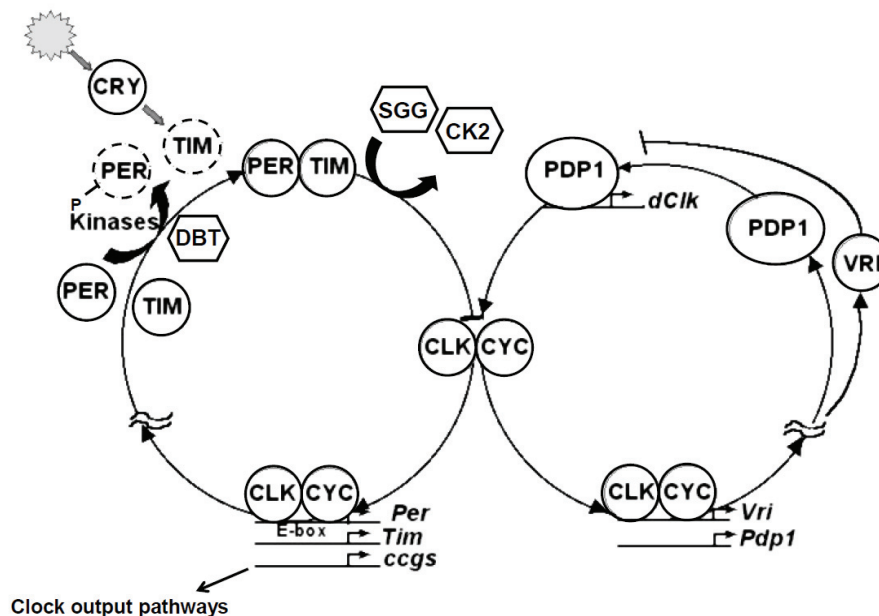 CRY
TIM
PER
P
Kinases
DBT
PER
TIM
PER TIM
SGG
CK2
PDP1
dClk
PDP1
VRI
CLK CYC
CLK CYC
E-box
Per
Tim
ccgs
Clock output pathways
CLK CYC
Vri
Pdp1